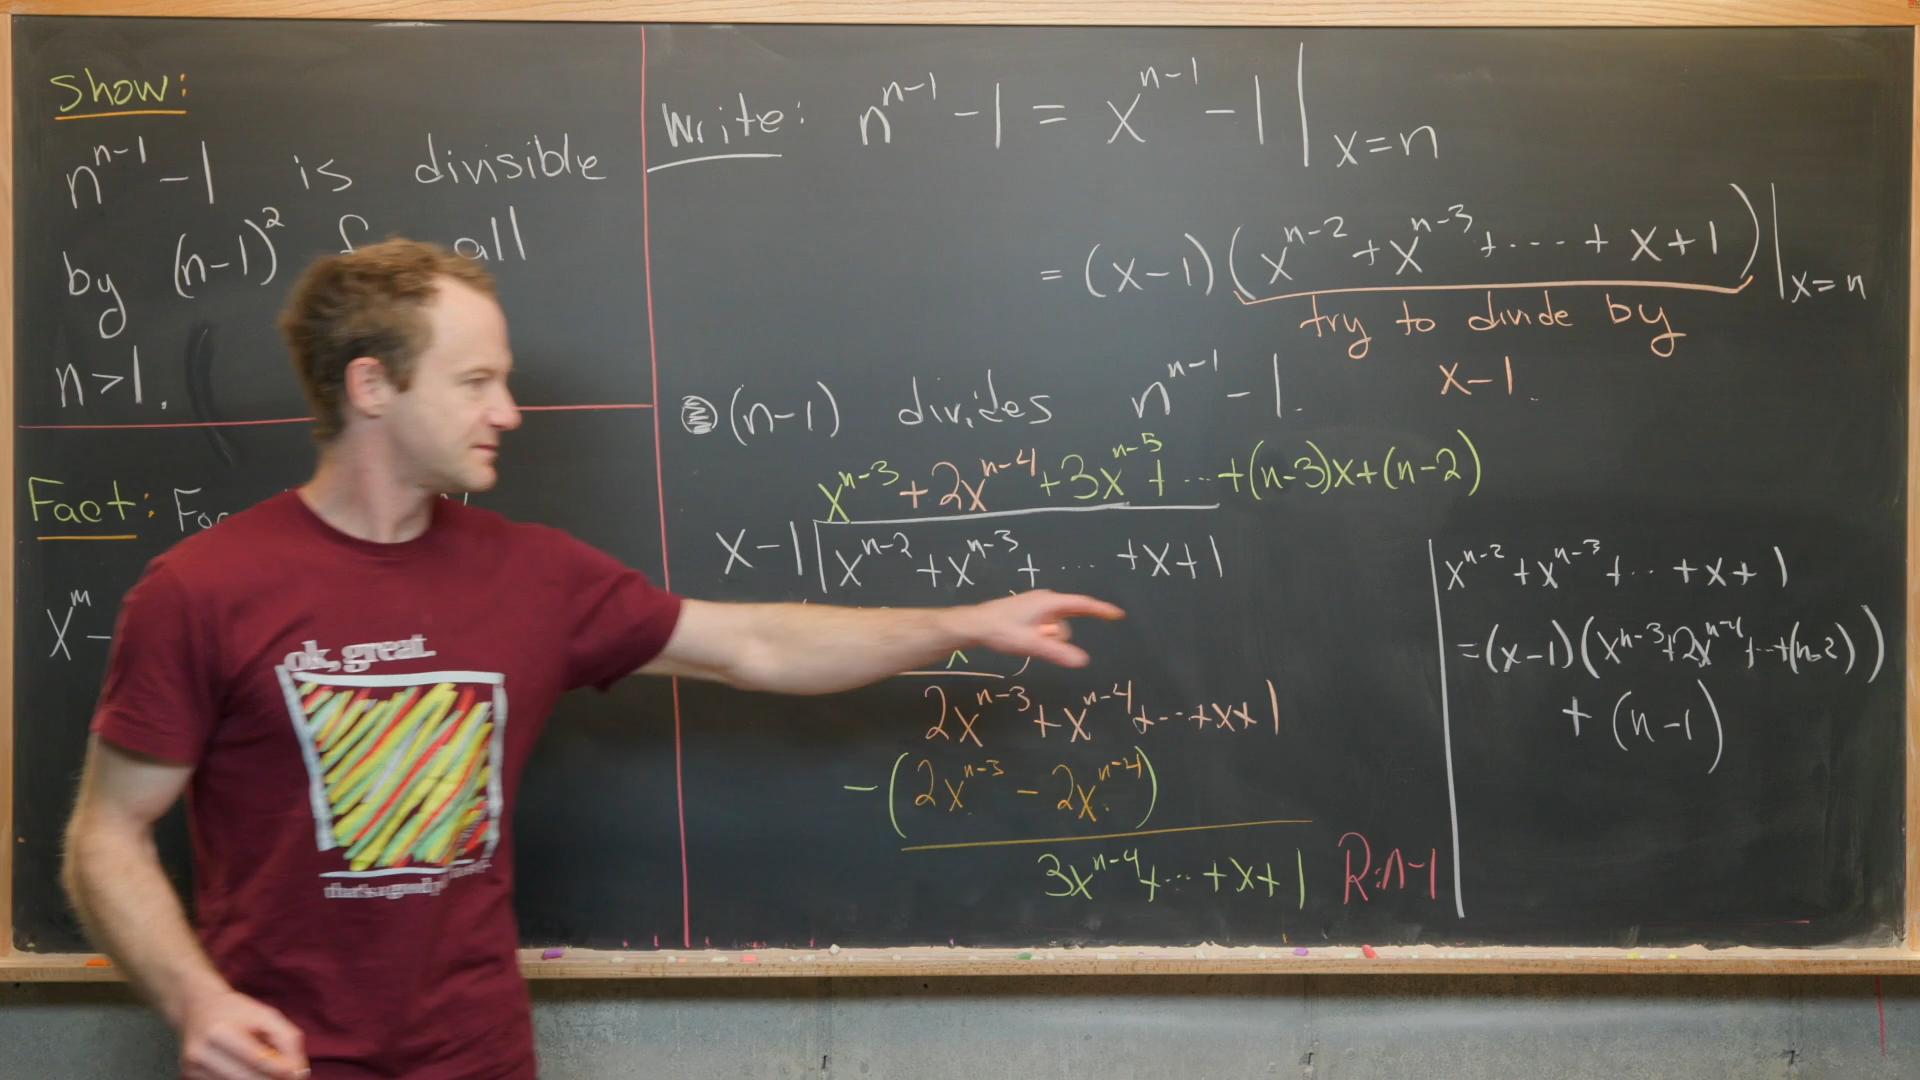 Show:
n^{n-1} - 1 is divisible
by (n-1)^2 all
n>1.
Fact:
x^m -
Write: n^{n-1} - 1 = x^{n-1} - 1 |_{x=n}
= (x-1)(x^{n-2} + x^{n-3} + ---- + x+1)|_{x=n}
try to divide by
x-1.
(n-1) divides n^{n-1} - 1.
x^{n-3} + 2x^{n-4} + 3x^{n-5} + ... + (n-3)x + (n-2)
x-1 | x^{n-2} + x^{n-3} + ... + x+1
2x^{n-3} + x^{n-4} + --- + x+1
-(2x^{n-3} - 2x^{n-4})
3x^{n-4} + ... + x+1 R:n-1
x^{n-2} + x^{n-3} + ... + x + 1
=(x-1)(x^{n-3}+2x^{n-4}+--+(n-2))
+ (n-1)
ok, great.